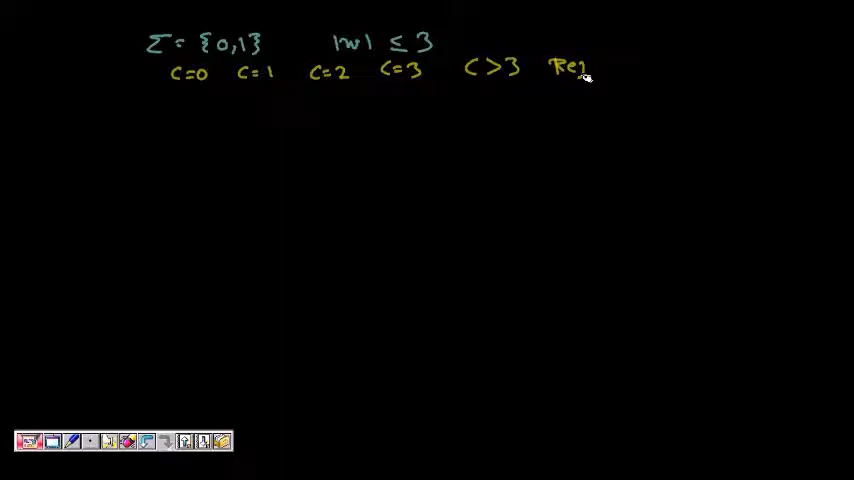 Σ = {0,1} |w| ≤ 3
C=0 C=1 C=2 C=3 C>3 Rej